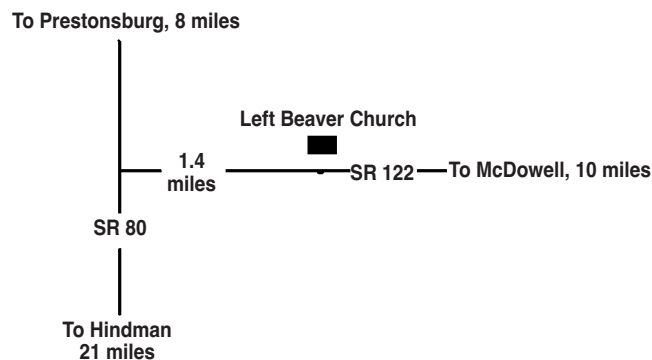 To Prestonsburg, 8 miles
Left Beaver Church
1.4
miles
SR 122
To McDowell, 10 miles
SR 80
To Hindman
21 miles